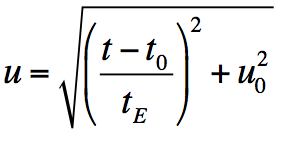 u = √(((t − t₀)/t_E)² + u₀²)